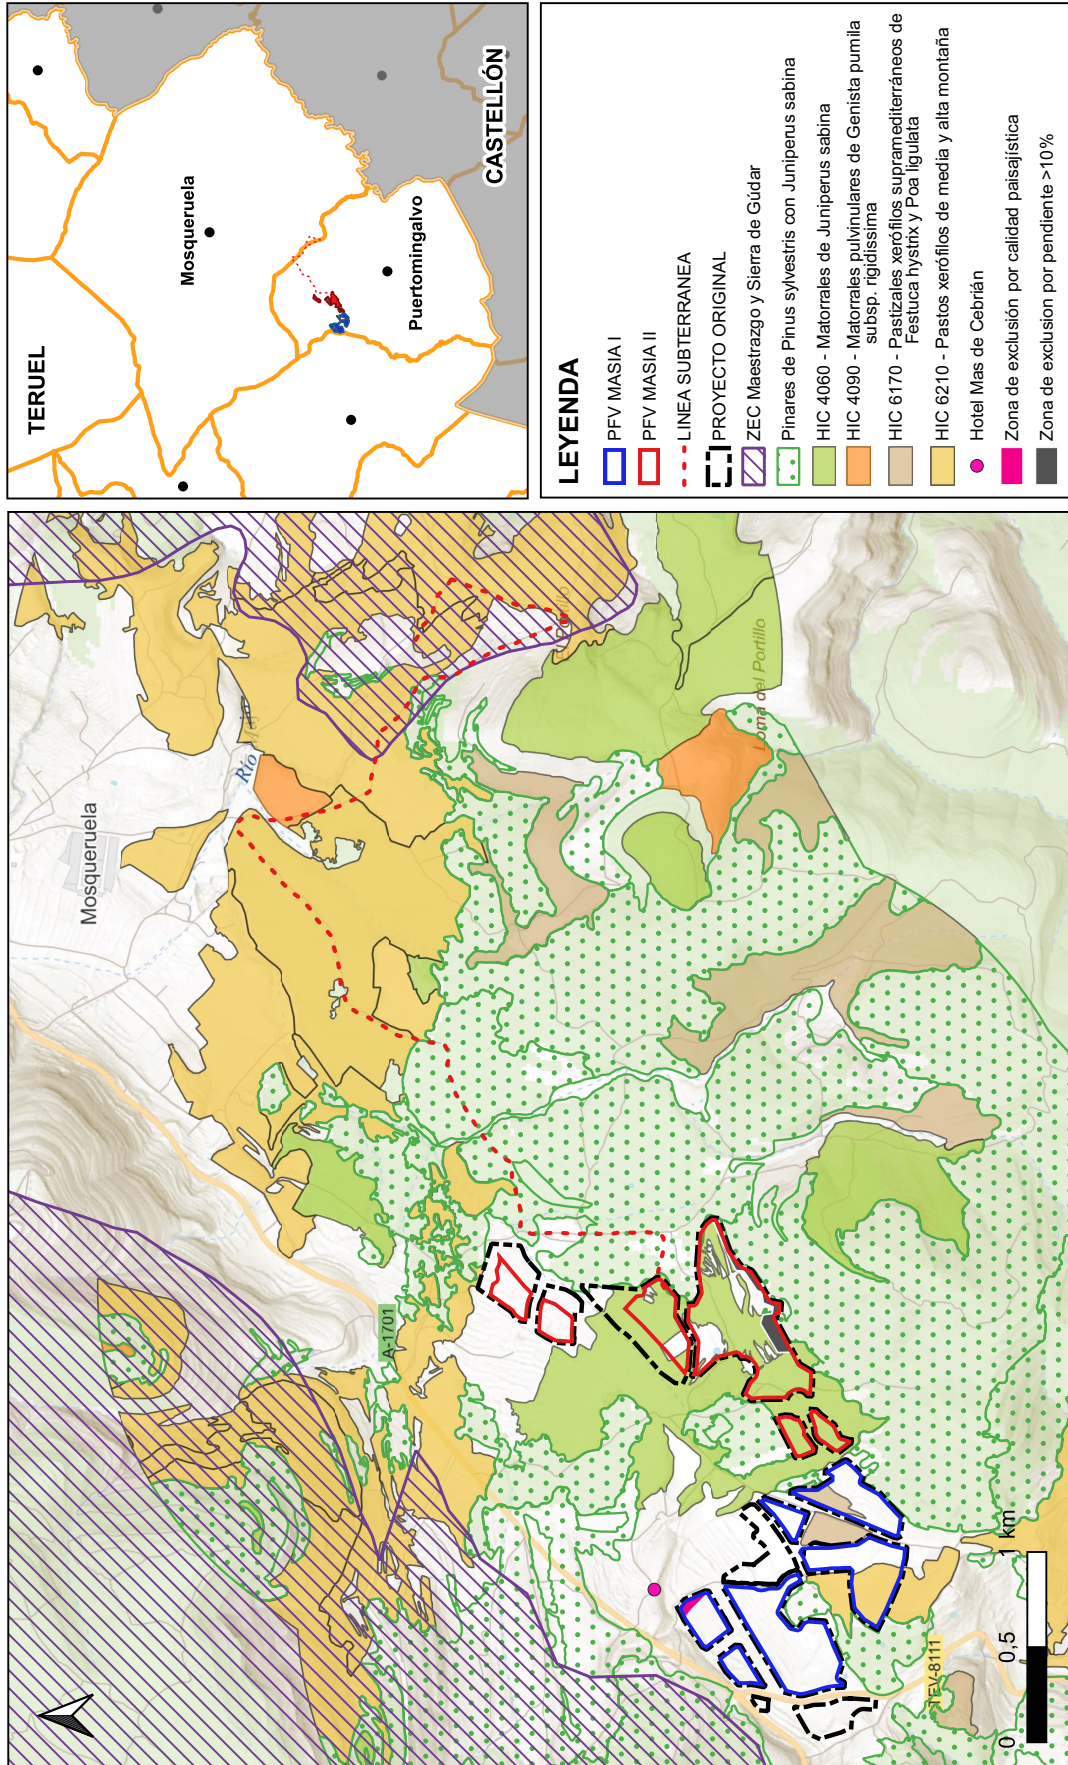 TERUEL
Mosqueruela
Puertomingalvo
CASTELLÓN
LEYENDA
PFV MASIA I
PFV MASIA II
LINEA SUBTERRANEA
PROYECTO ORIGINAL
ZEC Maestrazgo y Sierra de Gúdar
Pinares de Pinus sylvestris con Juniperus sabina
HIC 4060 - Matorrales de Juniperus sabina
HIC 4090 - Matorrales pulvinulares de Genista pumila
subsp. rigidissima
HIC 6170 - Pastizales xerófilos supramediterráneos de
Festuca hystrix y Poa ligulata
HIC 6210 - Pastos xerófilos de media y alta montaña
Hotel Mas de Cebrián
Zona de exclusión por calidad paisajística
Zona de exclusion por pendiente >10%
Mosqueruela
Río
A-1701
Loma del Portillo
TEV-8111
0 0,5 1 km